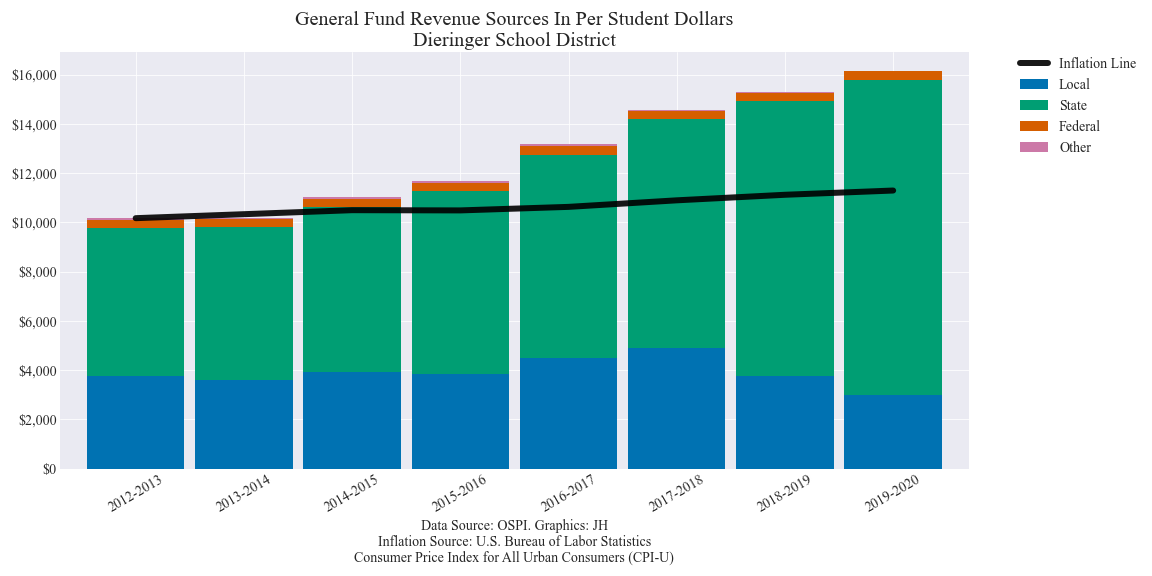 General Fund Revenue Sources In Per Student Dollars
Dieringer School District
$16,000
$14,000
$12,000
$10,000
$8,000
$6,000
$4,000
$2,000
$0
Inflation Line
Local
State
Federal
Other
2012-2013
2013-2014
2014-2015
2015-2016
2016-2017
2017-2018
2018-2019
2019-2020
Data Source: OSPI. Graphics: JH
Inflation Source: U.S. Bureau of Labor Statistics
Consumer Price Index for All Urban Consumers (CPI-U)